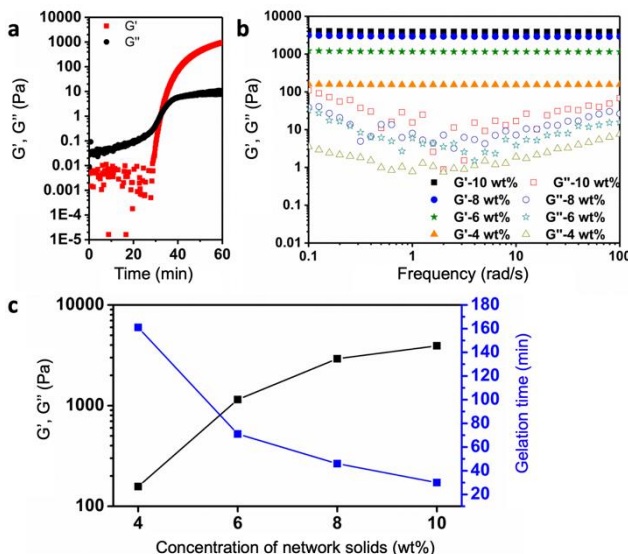 a
G', G'' (Pa)
1000
100
10
1
0.1
0.01
0.001
1E-4
1E-5
0 20 40 60
Time (min)
G'
G''
b
G', G'' (Pa)
10000
1000
100
10
1
0.1
0.01
0.1 1 10 100
Frequency (rad/s)
G'-10 wt% G''-10 wt%
G'-8 wt% G''-8 wt%
G'-6 wt% G''-6 wt%
G'-4 wt% G''-4 wt%
c
G', G'' (Pa)
10000
1000
100
4 6 8 10
Concentration of network solids (wt%)
180
160
140
120
100
80
60
40
20
Gelation time (min)